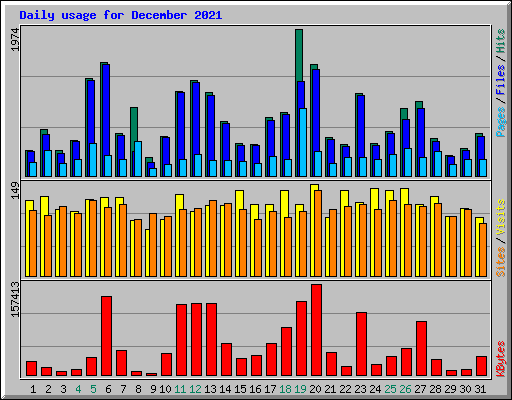 Daily usage for December 2021
1974
149
157413
Pages / Files / Hits
Sites / Visits
KBytes
1 2 3 4 5 6 7 8 9 10 11 12 13 14 15 16 17 18 19 20 21 22 23 24 25 26 27 28 29 30 31